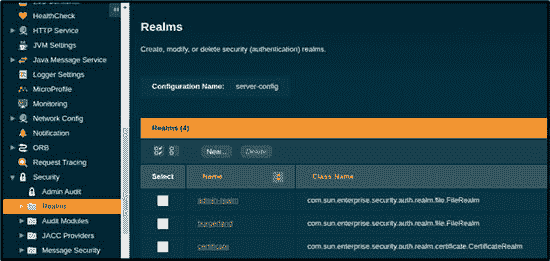 HealthCheck
HTTP Service
JVM Settings
Java Message Service
Logger Settings
MicroProfile
Monitoring
Network Config
Notification
ORB
Request Tracing
Security
Admin Audit
Realms
Audit Modules
JACC Providers
Message Security
Realms
Create, modify, or delete security (authentication) realms.
Configuration Name: server-config
Realms (4)
New... Delete
Select Name Class Name
admin-realm com.sun.enterprise.security.auth.realm.file.FileRealm
burgerland com.sun.enterprise.security.auth.realm.file.FileRealm
certificate com.sun.enterprise.security.auth.realm.certificate.CertificateRealm